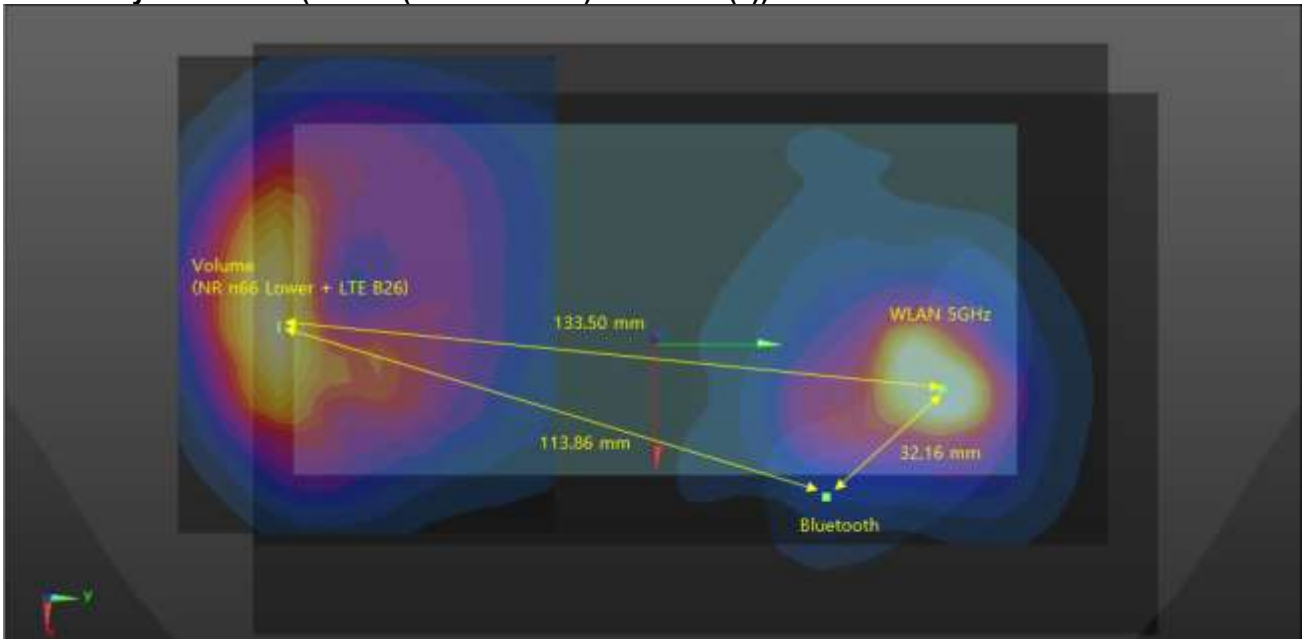 Volume
(NR n66 Lower + LTE B26)
133.50 mm
WLAN 5GHz
113.86 mm
32.16 mm
Bluetooth
y